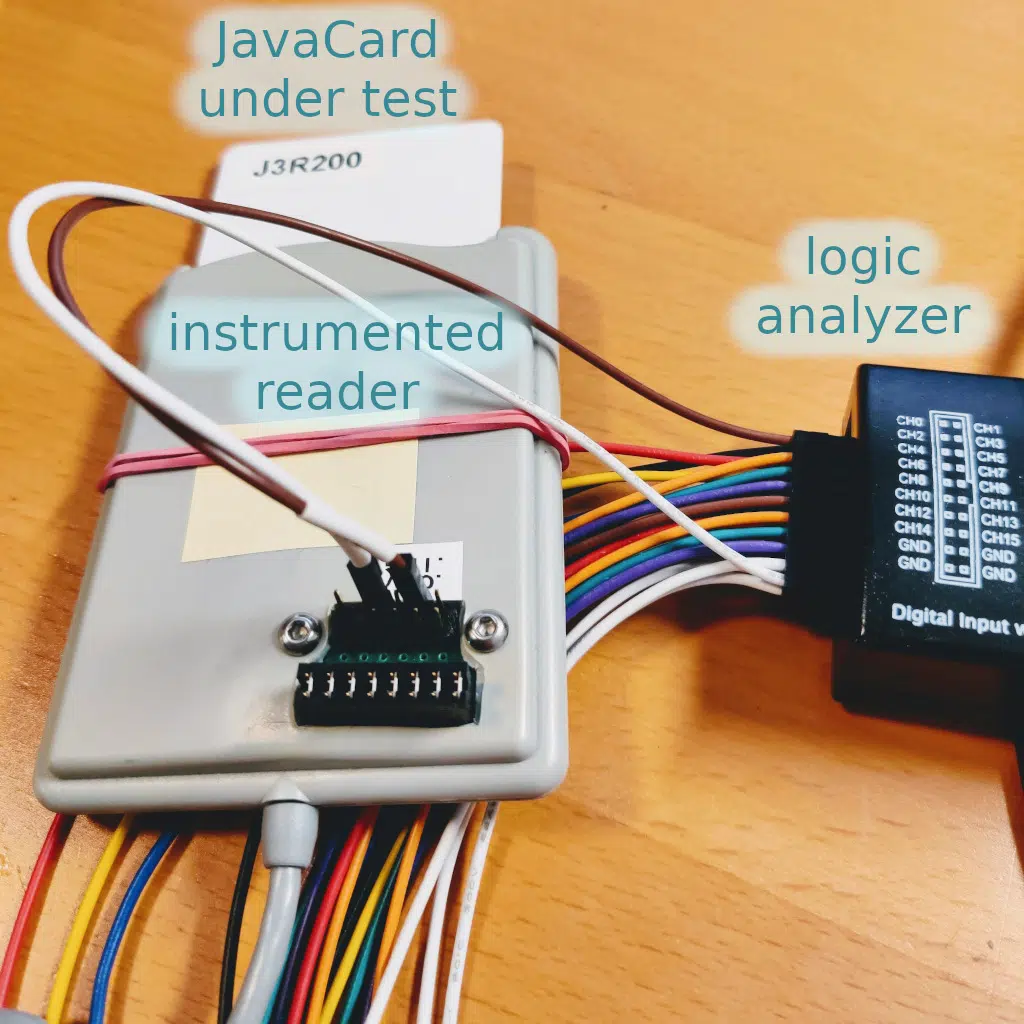 JavaCard
under test
J3R200
logic
analyzer
instrumented
reader
CH0 CH1
CH2 CH3
CH4 CH5
CH6 CH7
CH8 CH9
CH10 CH11
CH12 CH13
CH14 CH15
GND GND
GND GND
Digital Input